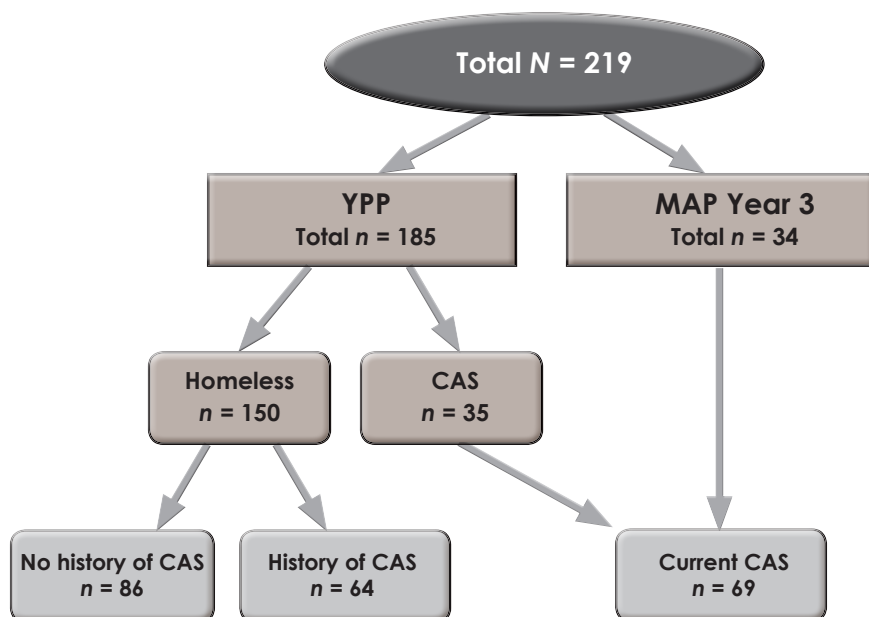 Total N = 219
YPP
Total n = 185
MAP Year 3
Total n = 34
Homeless
n = 150
CAS
n = 35
No history of CAS
n = 86
History of CAS
n = 64
Current CAS
n = 69